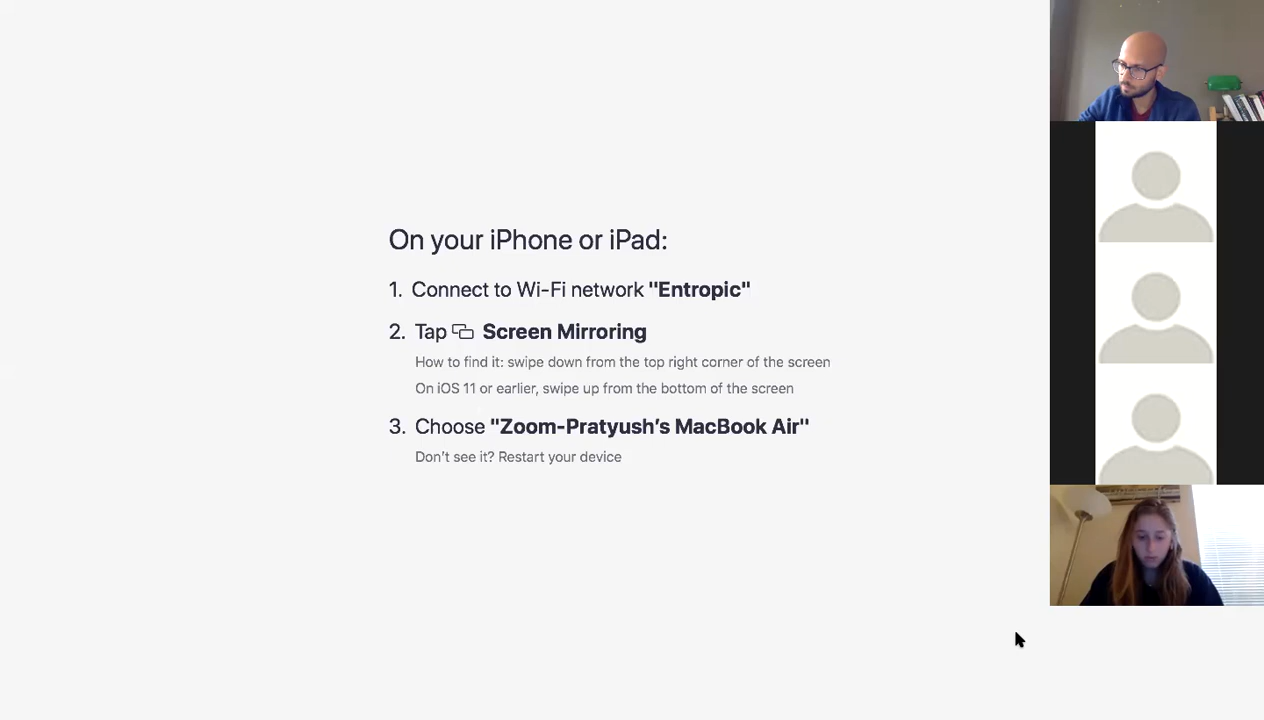 On your iPhone or iPad:
1. Connect to Wi-Fi network "Entropic"
2. Tap Screen Mirroring
How to find it: swipe down from the top right corner of the screen
On iOS 11 or earlier, swipe up from the bottom of the screen
3. Choose "Zoom-Pratyush’s MacBook Air"
Don’t see it? Restart your device